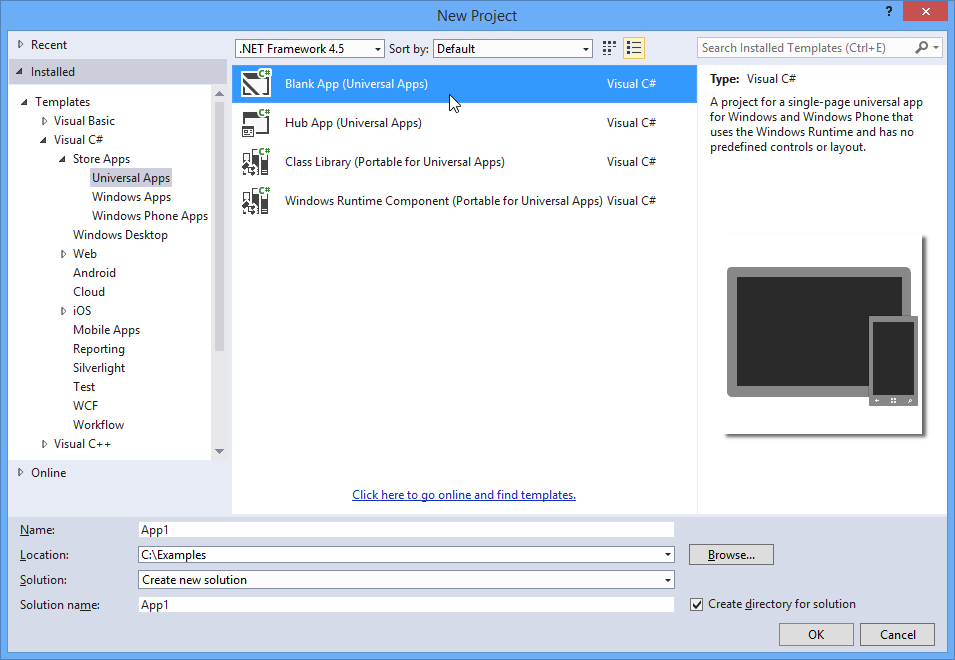 New Project
?
Recent
Installed
Templates
Visual Basic
Visual C#
Store Apps
Universal Apps
Windows Apps
Windows Phone Apps
Windows Desktop
Web
Android
Cloud
iOS
Mobile Apps
Reporting
Silverlight
Test
WCF
Workflow
Visual C++
Online
.NET Framework 4.5 Sort by: Default
C# Blank App (Universal Apps) Visual C#
C# Hub App (Universal Apps) Visual C#
C# Class Library (Portable for Universal Apps) Visual C#
C# Windows Runtime Component (Portable for Universal Apps) Visual C#
Click here to go online and find templates.
Search Installed Templates (Ctrl+E)
Type: Visual C#
A project for a single-page universal app
for Windows and Windows Phone that
uses the Windows Runtime and has no
predefined controls or layout.
Name: App1
Location: C:\Examples Browse...
Solution: Create new solution
Solution name: App1 Create directory for solution
OK Cancel